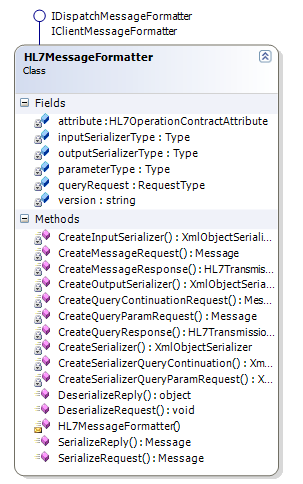 IDispatchMessageFormatter
IClientMessageFormatter
HL7MessageFormatter
Class
Fields
attribute :HL7OperationContractAttribute
inputSerializerType : Type
outputSerializerType : Type
parameterType : Type
queryRequest : RequestType
version : string
Methods
CreateInputSerializer() : XmlObjectSeriali...
CreateMessageRequest() : Message
CreateMessageResponse() : HL7Transmis...
CreateOutputSerializer() : XmlObjectSeria...
CreateQueryContinuationRequest() : Mes...
CreateQueryParamRequest() : Message
CreateQueryResponse() : HL7Transmissio...
CreateSerializer() : XmlObjectSerializer
CreateSerializerQueryContinuation() : Xm...
CreateSerializerQueryParamRequest() : X...
DeserializeReply() : object
DeserializeRequest() : void
HL7MessageFormatter()
SerializeReply() : Message
SerializeRequest() : Message